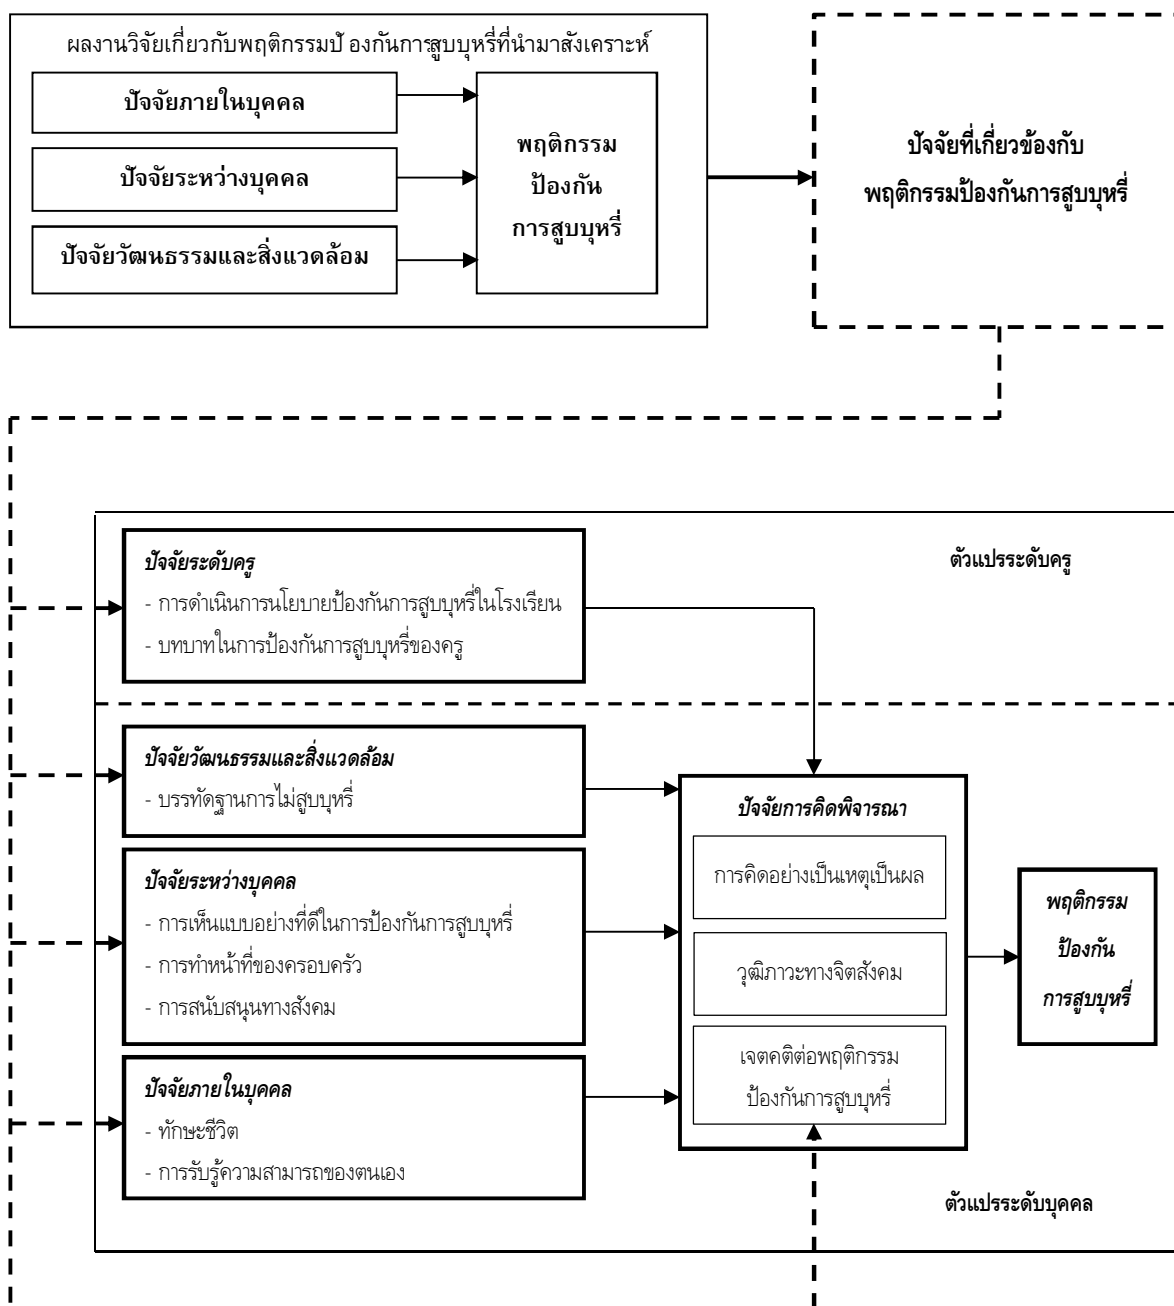 ผลงานวิจัยเกี่ยวกับพฤติกรรมป้องกันการสูบบุหรี่ที่นำมาสังเคราะห์
ปัจจัยภายในบุคคล
ปัจจัยระหว่างบุคคล
ปัจจัยวัฒนธรรมและสิ่งแวดล้อม
พฤติกรรม
ป้องกัน
การสูบบุหรี่
ปัจจัยที่เกี่ยวข้องกับ
พฤติกรรมป้องกันการสูบบุหรี่
ตัวแปรระดับครู
ปัจจัยระดับครู
- การดำเนินการนโยบายป้องกันการสูบบุหรี่ในโรงเรียน
- บทบาทในการป้องกันการสูบบุหรี่ของครู
ปัจจัยวัฒนธรรมและสิ่งแวดล้อม
- บรรทัดฐานการไม่สูบบุหรี่
ปัจจัยระหว่างบุคคล
- การเห็นแบบอย่างที่ดีในการป้องกันการสูบบุหรี่
- การทำหน้าที่ของครอบครัว
- การสนับสนุนทางสังคม
ปัจจัยภายในบุคคล
- ทักษะชีวิต
- การรับรู้ความสามารถของตนเอง
ปัจจัยการคิดพิจารณา
การคิดอย่างเป็นเหตุเป็นผล
วุฒิภาวะทางจิตสังคม
เจตคติต่อพฤติกรรม
ป้องกันการสูบบุหรี่
พฤติกรรม
ป้องกัน
การสูบบุหรี่
ตัวแปรระดับบุคคล